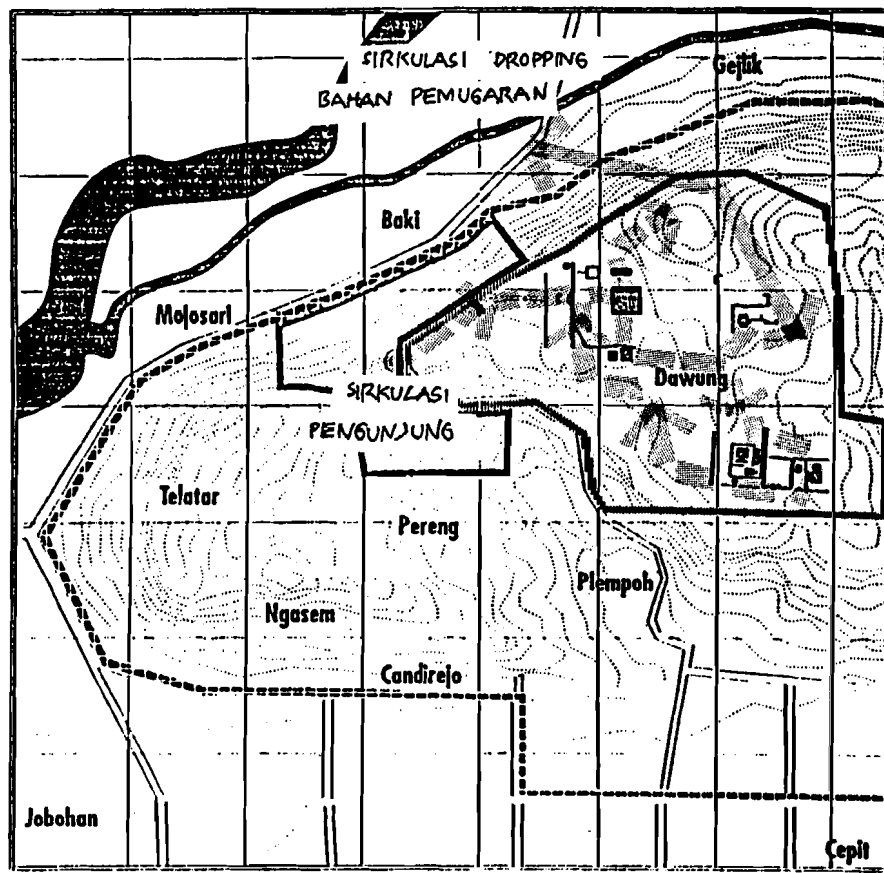 SIRKULASI DROPPING
BAHAN PEMUGARAN
Gejlik
Baki
Mojosari
SIRKULASI
PENGUNJUNG
Dawung
Telatar
Pereng
Plempoh
Ngasem
Candirejo
Jobohan
Cepit